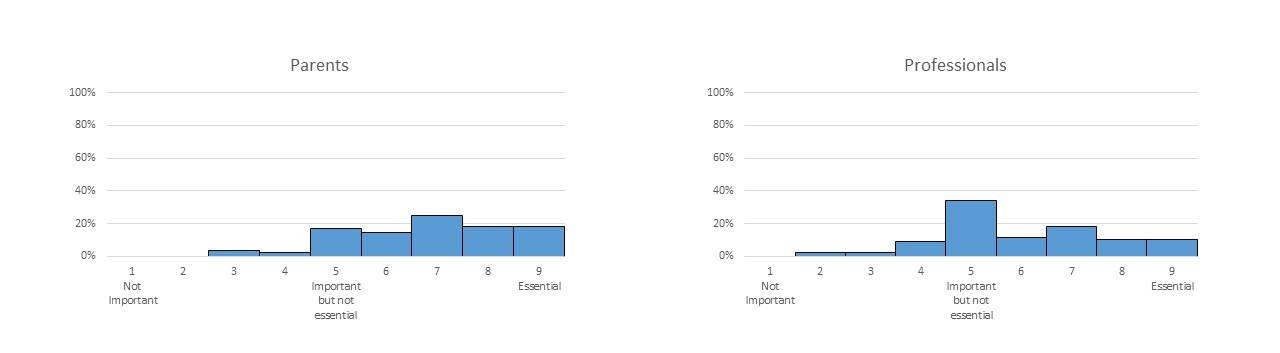 Parents
100%
80%
60%
40%
20%
0%
1 2 3 4 5 6 7 8 9
Not Important Essential
Important but not
essential
Professionals
100%
80%
60%
40%
20%
0%
1 2 3 4 5 6 7 8 9
Not Important Essential
Important but not
essential